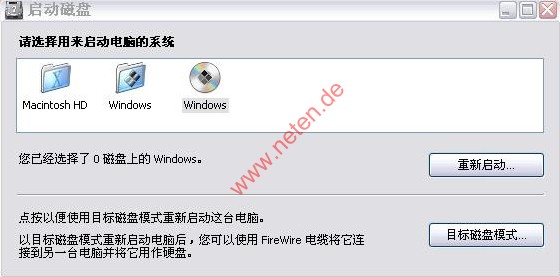 启动磁盘
请选择用来启动电脑的系统
Macintosh HD
Windows
Windows
www.neten.de
您已经选择了 0 磁盘上的 Windows。
重新启动...
点按以便使用目标磁盘模式重新启动这台电脑。
以目标磁盘模式重新启动电脑后，您可以使用 FireWire 电缆将它连
接到另一台电脑并将它用作硬盘。
目标磁盘模式...